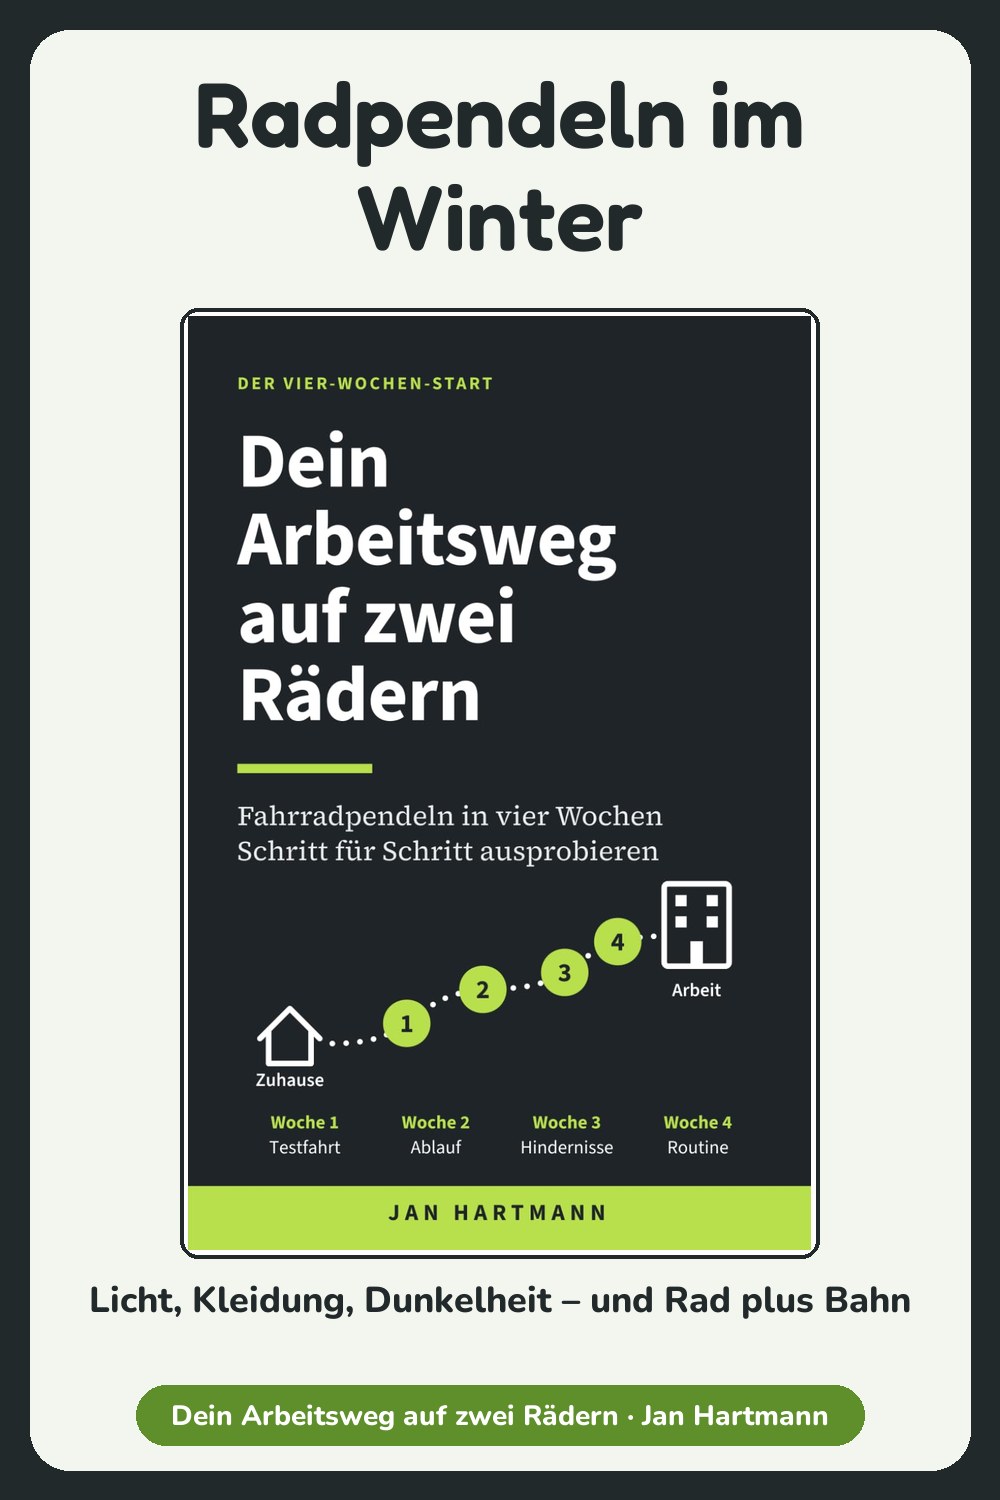 Radpendeln im
Winter
DER VIER-WOCHEN-START
Dein
Arbeitsweg
auf zwei
Rädern
Fahrradpendeln in vier Wochen
Schritt für Schritt ausprobieren
4
3
2
1
Arbeit
Zuhause
Woche 1 Woche 2 Woche 3 Woche 4
Testfahrt Ablauf Hindernisse Routine
JAN HARTMANN
Licht, Kleidung, Dunkelheit – und Rad plus Bahn
Dein Arbeitsweg auf zwei Rädern · Jan Hartmann